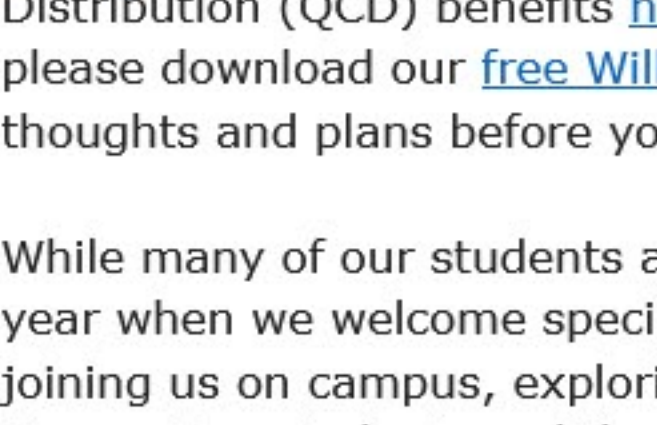 Distribution (QCD) benefits h
please download our free Will
thoughts and plans before yo
While many of our students a
year when we welcome speci
joining us on campus, explori